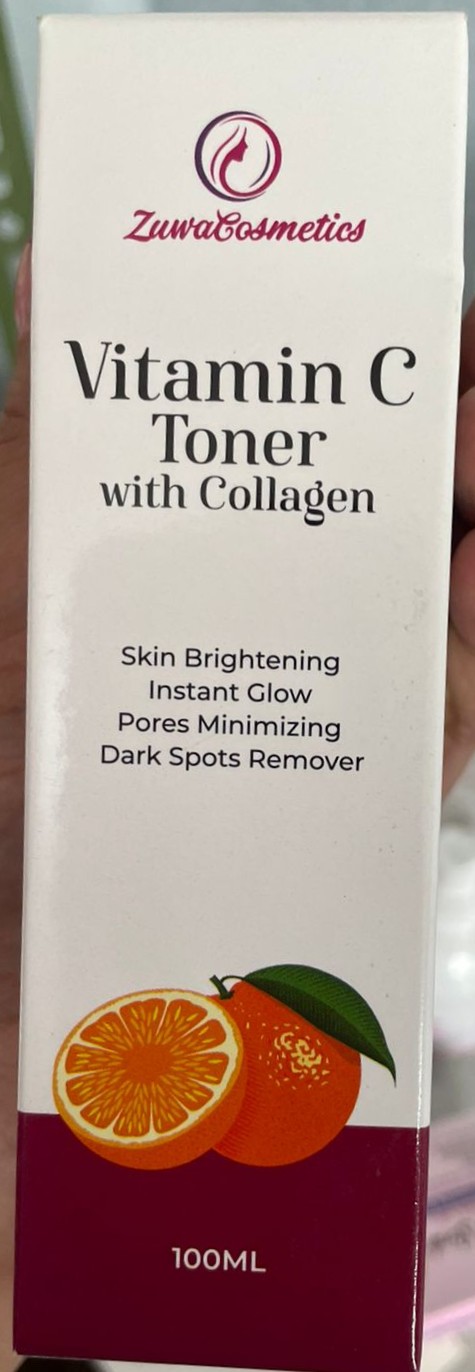 ZuwaCosmetics
Vitamin C
Toner
with Collagen
Skin Brightening
Instant Glow
Pores Minimizing
Dark Spots Remover
100ML